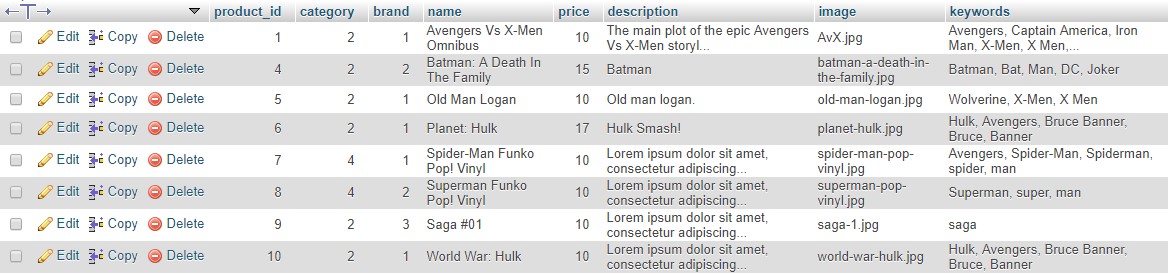 product_id category brand name price description image keywords
Edit Copy Delete 1 2 1 Avengers Vs X-Men Omnibus 10 The main plot of the epic Avengers Vs X-Men storyl... AvX.jpg Avengers, Captain America, Iron Man, X-Men, X Men,...
Edit Copy Delete 4 2 2 Batman: A Death In The Family 15 Batman batman-a-death-in-the-family.jpg Batman, Bat, Man, DC, Joker
Edit Copy Delete 5 2 1 Old Man Logan 10 Old man logan. old-man-logan.jpg Wolverine, X-Men, X Men
Edit Copy Delete 6 2 1 Planet: Hulk 17 Hulk Smash! planet-hulk.jpg Hulk, Avengers, Bruce Banner, Bruce, Banner
Edit Copy Delete 7 4 1 Spider-Man Funko Pop! Vinyl 10 Lorem ipsum dolor sit amet, consectetur adipiscing... spider-man-pop-vinyl.jpg Avengers, Spider-Man, Spiderman, spider, man
Edit Copy Delete 8 4 2 Superman Funko Pop! Vinyl 10 Lorem ipsum dolor sit amet, consectetur adipiscing... superman-pop-vinyl.jpg Superman, super, man
Edit Copy Delete 9 2 3 Saga #01 10 Lorem ipsum dolor sit amet, consectetur adipiscing... saga-1.jpg saga
Edit Copy Delete 10 2 1 World War: Hulk 10 Lorem ipsum dolor sit amet, consectetur adipiscing... world-war-hulk.jpg Hulk, Avengers, Bruce Banner, Bruce, Banner